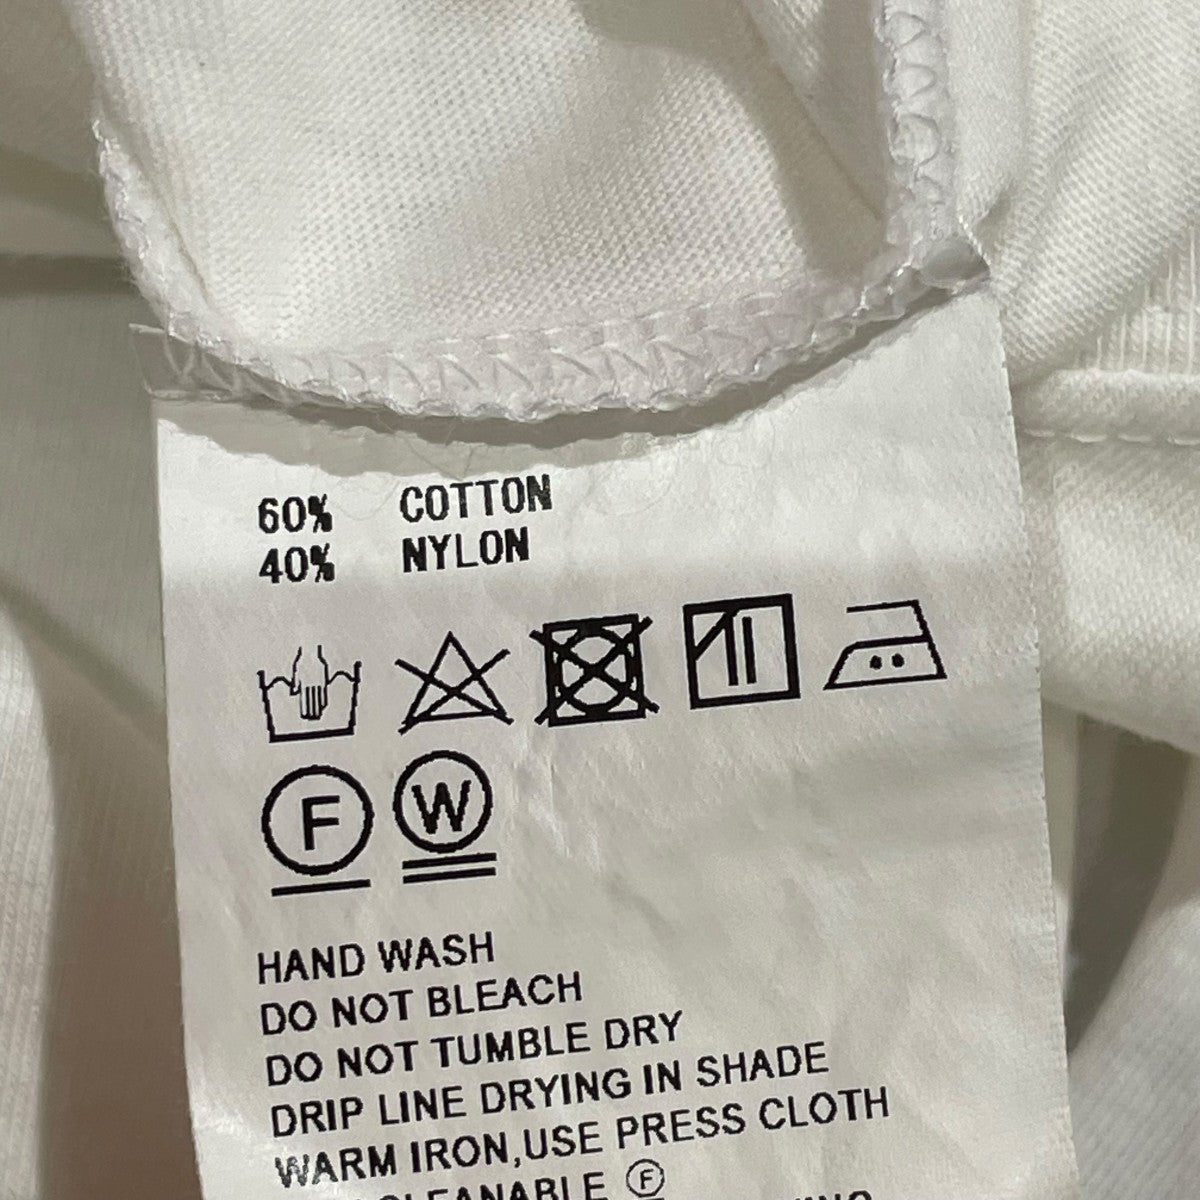 60% COTTON
40% NYLON
F W
HAND WASH
DO NOT BLEACH
DO NOT TUMBLE DRY
DRIP LINE DRYING IN SHADE
WARM IRON,USE PRESS CLOTH
F